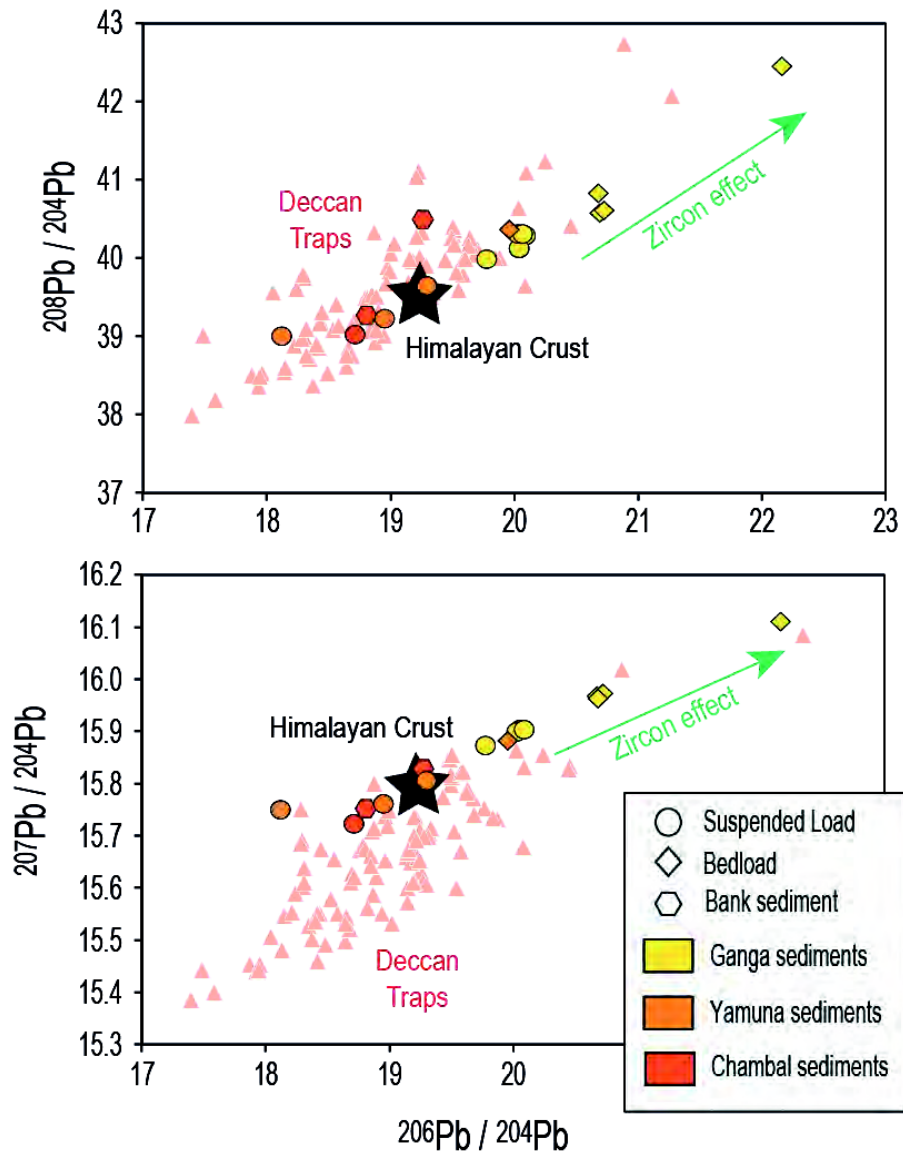 43
42
41
40
39
38
37
208Pb / 204Pb
Deccan
Traps
Zircon effect
Himalayan Crust
17 18 19 20 21 22 23
16.2
16.1
16.0
15.9
15.8
15.7
15.6
15.5
15.4
15.3
207Pb / 204Pb
Himalayan Crust
Zircon effect
Deccan
Traps
17 18 19 20
206Pb / 204Pb
Suspended Load
Bedload
Bank sediment
Ganga sediments
Yamuna sediments
Chambal sediments